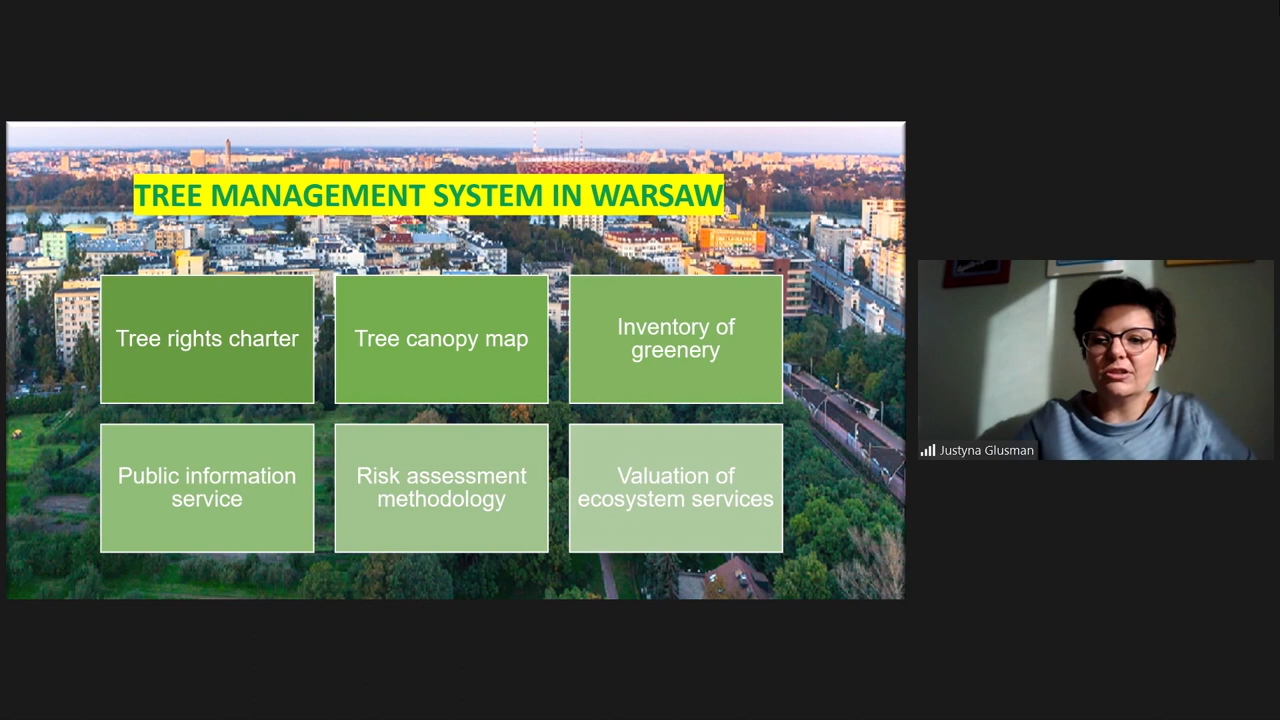 TREE MANAGEMENT SYSTEM IN WARSAW
Tree rights charter
Tree canopy map
Inventory of
greenery
Public information
service
Risk assessment
methodology
Valuation of
ecosystem services
Justyna Glusman